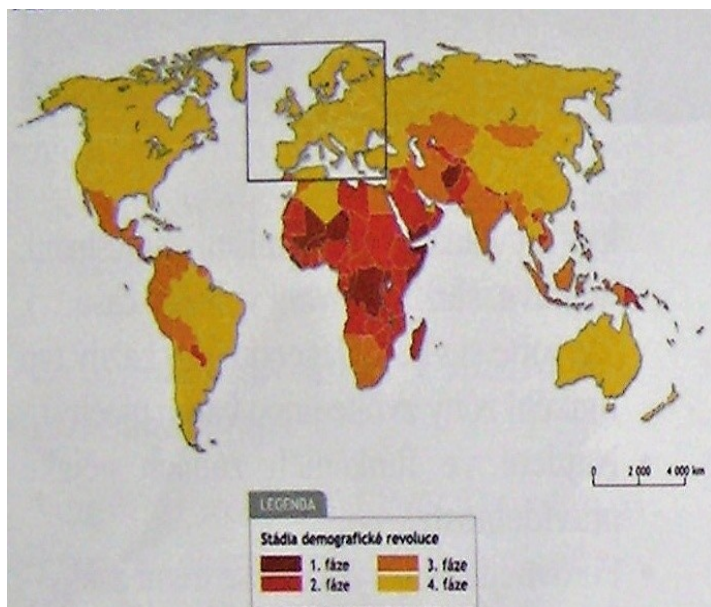 0 2 000 4 000 km
LEGENDA
Stádia demografické revoluce
1. fáze
2. fáze
3. fáze
4. fáze